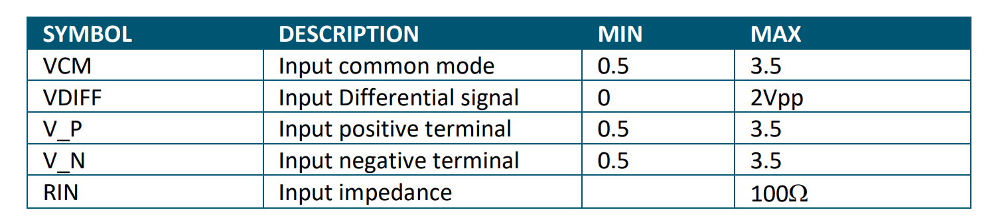 SYMBOL DESCRIPTION MIN MAX
VCM Input common mode 0.5 3.5
VDIFF Input Differential signal 0 2Vpp
V_P Input positive terminal 0.5 3.5
V_N Input negative terminal 0.5 3.5
RIN Input impedance 100Ω